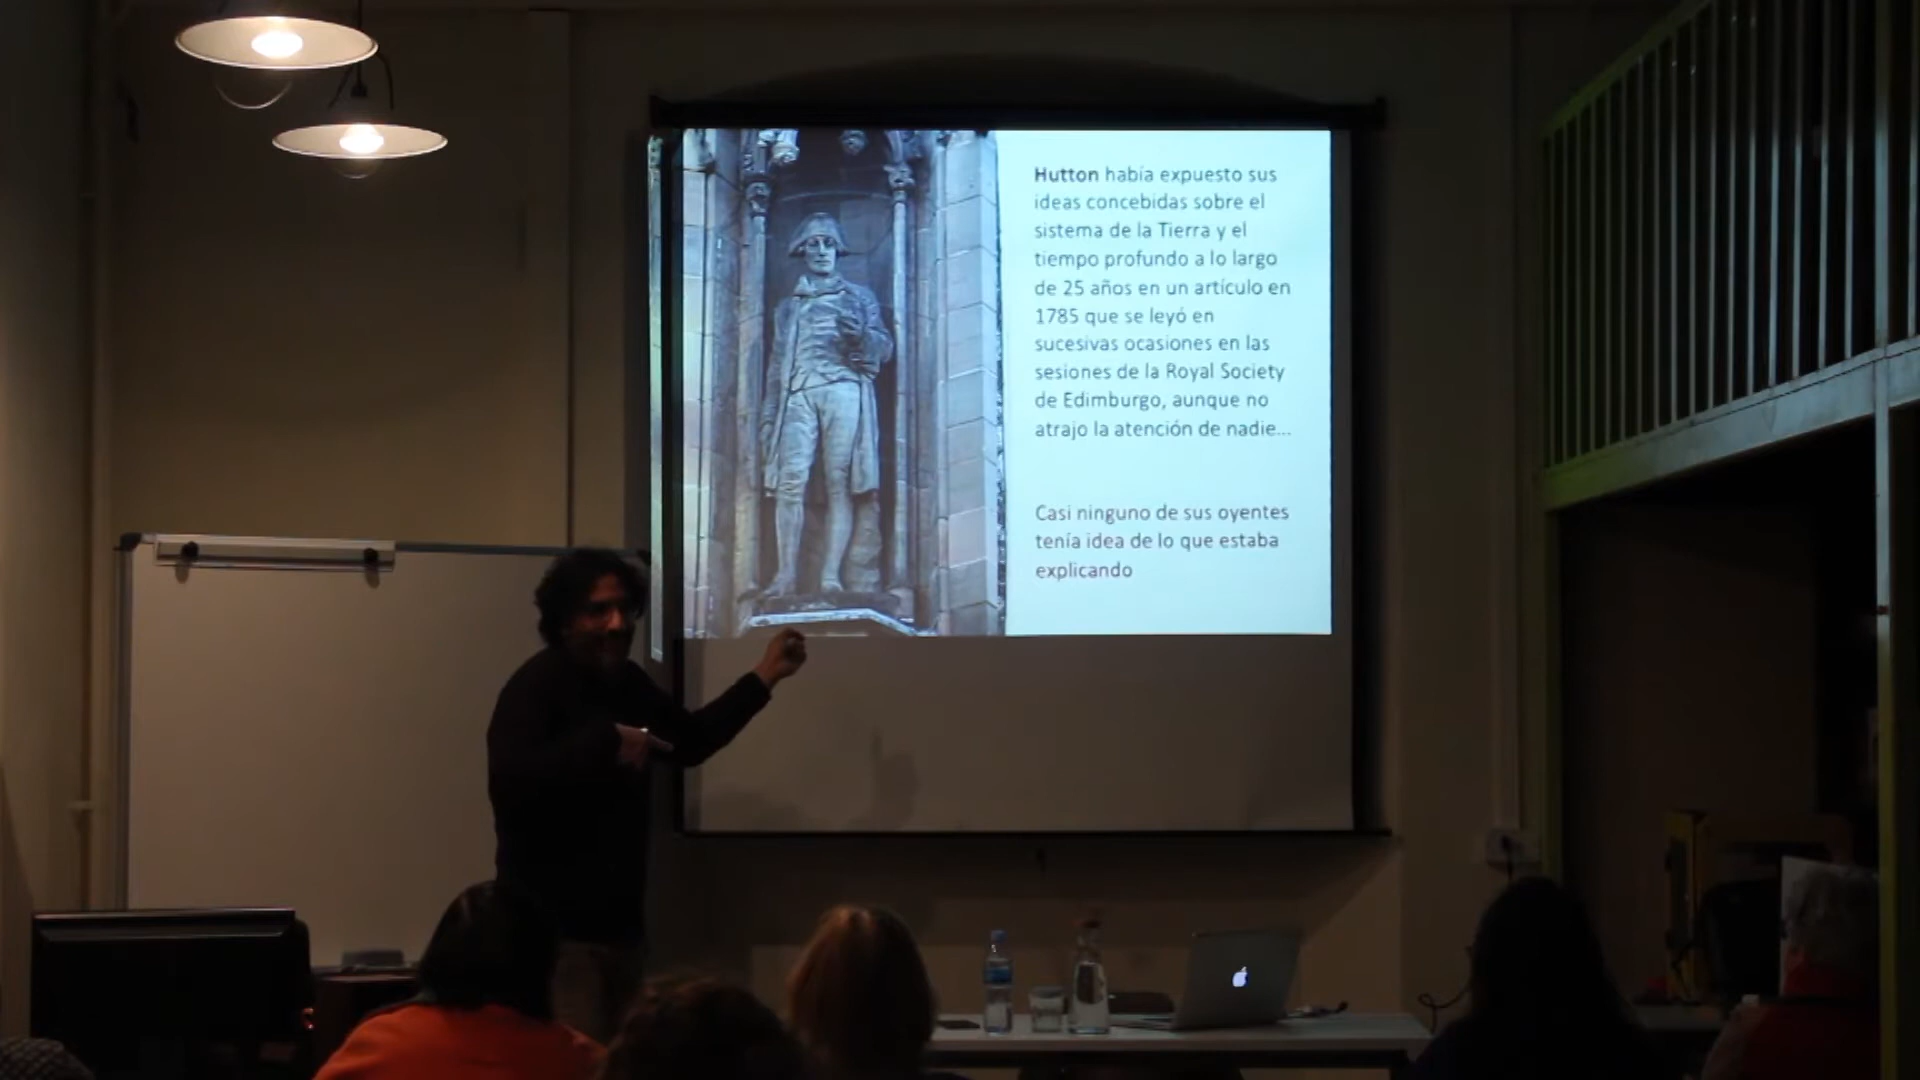 Hutton había expuesto sus
ideas concebidas sobre el
sistema de la Tierra y el
tiempo profundo a lo largo
de 25 años en un artículo en
1785 que se leyó en
sucesivas ocasiones en las
sesiones de la Royal Society
de Edimburgo, aunque no
atrajo la atención de nadie...
Casi ninguno de sus oyentes
tenía idea de lo que estaba
explicando